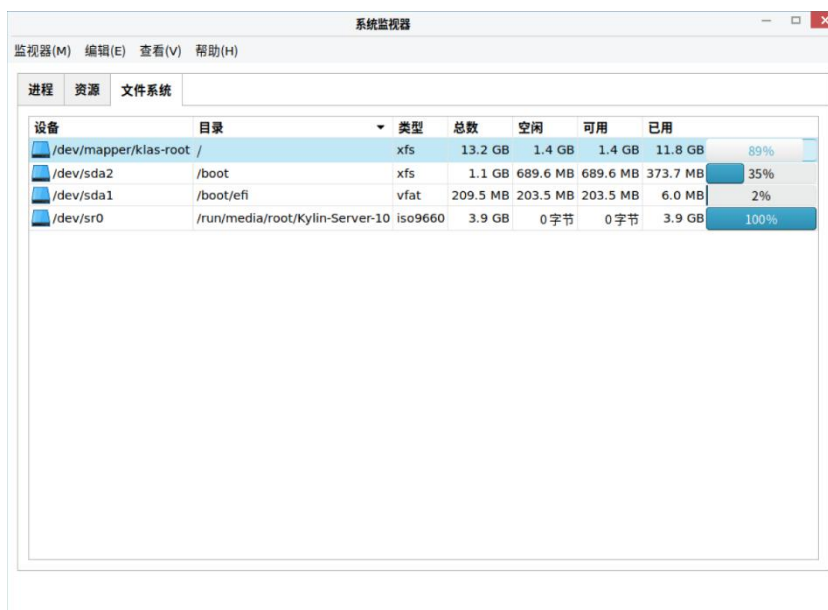 系统监视器
监视器(M) 编辑(E) 查看(V) 帮助(H)
进程 资源 文件系统
设备 目录 类型 总数 空闲 可用 已用
/dev/mapper/klas-root / xfs 13.2 GB 1.4 GB 1.4 GB 11.8 GB 89%
/dev/sda2 /boot xfs 1.1 GB 689.6 MB 689.6 MB 373.7 MB 35%
/dev/sda1 /boot/efi vfat 209.5 MB 203.5 MB 203.5 MB 6.0 MB 2%
/dev/sr0 /run/media/root/Kylin-Server-10 iso9660 3.9 GB 0字节 0字节 3.9 GB 100%